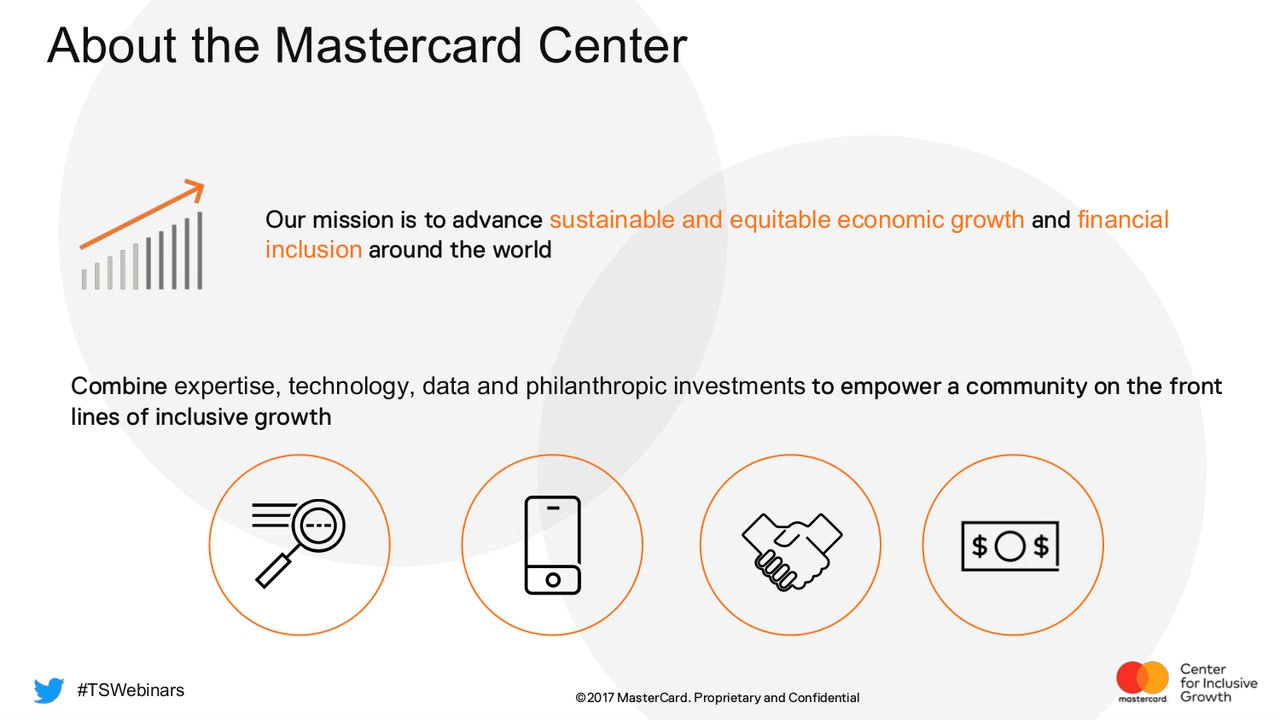 About the Mastercard Center
Our mission is to advance sustainable and equitable economic growth and financial
inclusion around the world
Combine expertise, technology, data and philanthropic investments to empower a community on the front
lines of inclusive growth
$ $
#TSWebinars
©2017 MasterCard. Proprietary and Confidential
mastercard.
Center
for Inclusive
Growth